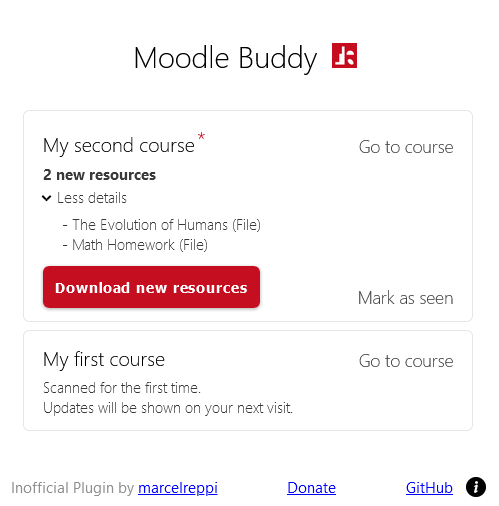 Moodle Buddy
My second course*
Go to course
2 new resources
Less details
- The Evolution of Humans (File)
- Math Homework (File)
Download new resources
Mark as seen
My first course
Go to course
Scanned for the first time.
Updates will be shown on your next visit.
Inofficial Plugin by marcelreppi
Donate
GitHub
i